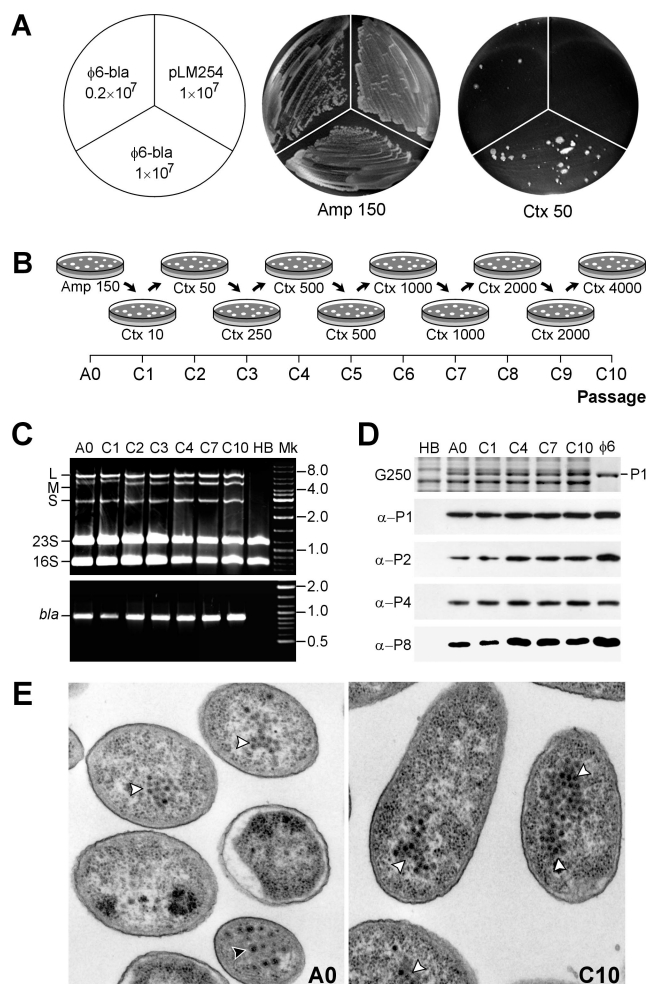 A
ϕ6-bla
0.2×10⁷
pLM254
1×10⁷
ϕ6-bla
1×10⁷
Amp 150
Ctx 50
B
Amp 150 Ctx 50 Ctx 500 Ctx 1000 Ctx 2000 Ctx 4000
Ctx 10 Ctx 250 Ctx 500 Ctx 1000 Ctx 2000
A0 C1 C2 C3 C4 C5 C6 C7 C8 C9 C10
Passage
C
A0 C1 C2 C3 C4 C7 C10 HB Mk
L
M
S
23S
16S
8.0
4.0
2.0
1.0
bla
2.0
1.0
0.5
D
HB A0 C1 C4 C7 C10 ϕ6
G250
P1
α–P1
α–P2
α–P4
α–P8
E
A0
C10